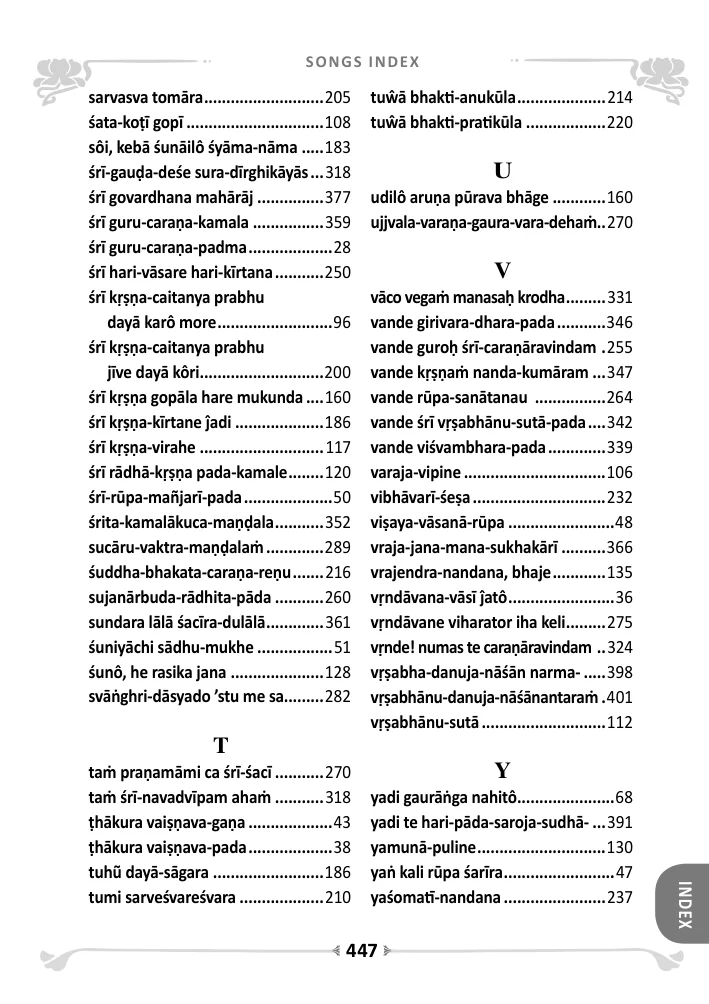 SONGS INDEX
sarvasva tomāra...........................205
śata-koṭī gopī ...............................108
sôi, kebā śunāilô śyāma-nāma .....183
śrī-gauḍa-deśe sura-dīrghikāyās...318
śrī govardhana mahārāj ...............377
śrī guru-caraṇa-kamala ................359
śrī guru-caraṇa-padma...................28
śrī hari-vāsare hari-kīrtana...........250
śrī kṛṣṇa-caitanya prabhu
dayā karô more..........................96
śrī kṛṣṇa-caitanya prabhu
jīve dayā kôri............................200
śrī kṛṣṇa gopāla hare mukunda ....160
śrī kṛṣṇa-kīrtane ĵadi ....................186
śrī kṛṣṇa-virahe ............................117
śrī rādhā-kṛṣṇa pada-kamale........120
śrī-rūpa-mañjarī-pada....................50
śrita-kamalākuca-maṇḍala...........352
sucāru-vaktra-maṇḍalaṁ .............289
śuddha-bhakata-caraṇa-reṇu.......216
sujanārbuda-rādhita-pāda ...........260
sundara lālā śacīra-dulālā.............361
śuniyāchi sādhu-mukhe .................51
śunô, he rasika jana .....................128
svāṅghri-dāsyado ’stu me sa.........282
T
taṁ praṇamāmi ca śrī-śacī ...........270
taṁ śrī-navadvīpam ahaṁ ...........318
ṭhākura vaiṣṇava-gaṇa ...................43
ṭhākura vaiṣṇava-pada...................38
tuhũ dayā-sāgara .........................186
tumi sarveśvareśvara ...................210
tuŵā bhakti-anukūla....................214
tuŵā bhakti-pratikūla ..................220
U
udilô aruṇa pūrava bhāge ............160
ujjvala-varaṇa-gaura-vara-dehaṁ..270
V
vāco vegaṁ manasaḥ krodha.........331
vande girivara-dhara-pada ...........346
vande guroḥ śrī-caraṇāravindam .255
vande kṛṣṇaṁ nanda-kumāram ...347
vande rūpa-sanātanau ................264
vande śrī vṛṣabhānu-sutā-pada....342
vande viśvambhara-pada.............339
varaja-vipine ................................106
vibhāvarī-śeṣa..............................232
viṣaya-vāsanā-rūpa ........................48
vraja-jana-mana-sukhakārī ..........366
vrajendra-nandana, bhaje............135
vṛndāvana-vāsī ĵatô........................36
vṛndāvane viharator iha keli.........275
vṛnde! numas te caraṇāravindam ..324
vṛṣabha-danuja-nāśān narma- .....398
vṛṣabhānu-danuja-nāśānantaraṁ .401
vṛṣabhānu-sutā ............................112
Y
yadi gaurāṅga nahitô......................68
yadi te hari-pāda-saroja-sudhā- ...391
yamunā-puline.............................130
yaṅ kali rūpa śarīra.........................47
yaśomatī-nandana .......................237
INDEX
447